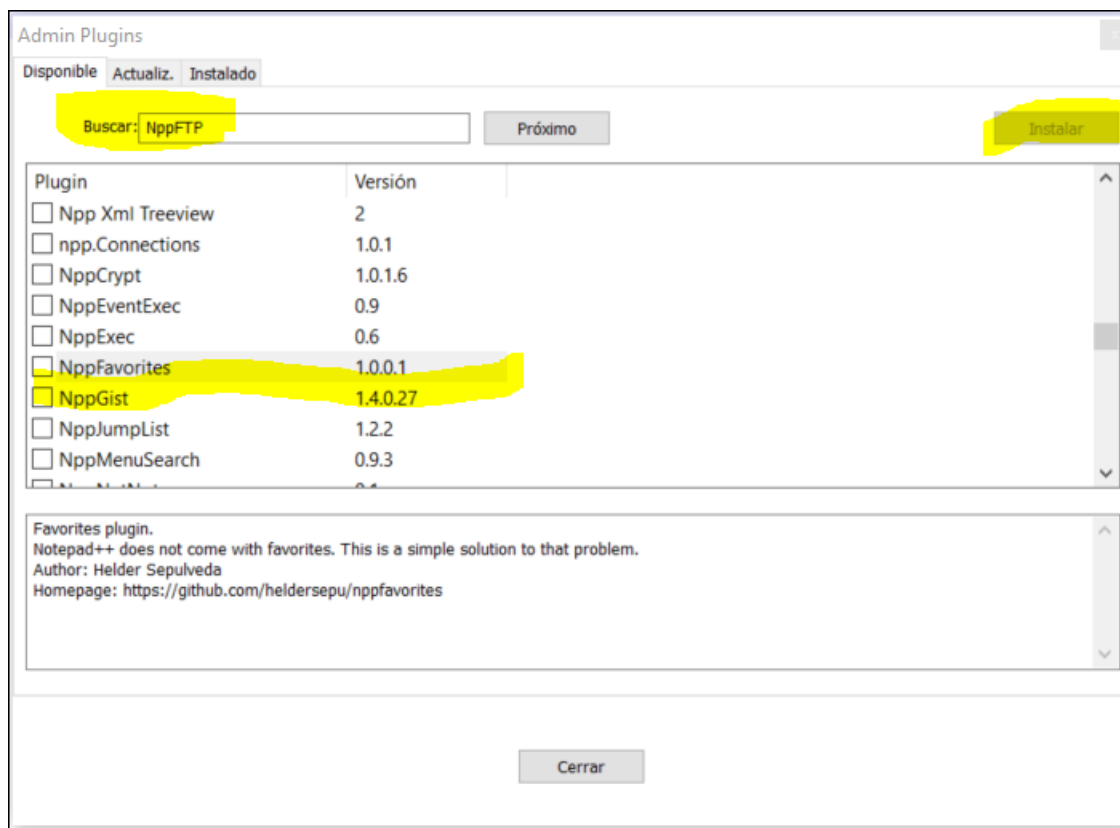 Admin Plugins
Disponible Actualiz. Instalado
Buscar: NppFTP Próximo Instalar
Plugin Versión
Npp Xml Treeview 2
npp.Connections 1.0.1
NppCrypt 1.0.1.6
NppEventExec 0.9
NppExec 0.6
NppFavorites 1.0.0.1
NppGist 1.4.0.27
NppJumpList 1.2.2
NppMenuSearch 0.9.3
Favorites plugin.
Notepad++ does not come with favorites. This is a simple solution to that problem.
Author: Helder Sepulveda
Homepage: https://github.com/heldersepu/nppfavorites
Cerrar